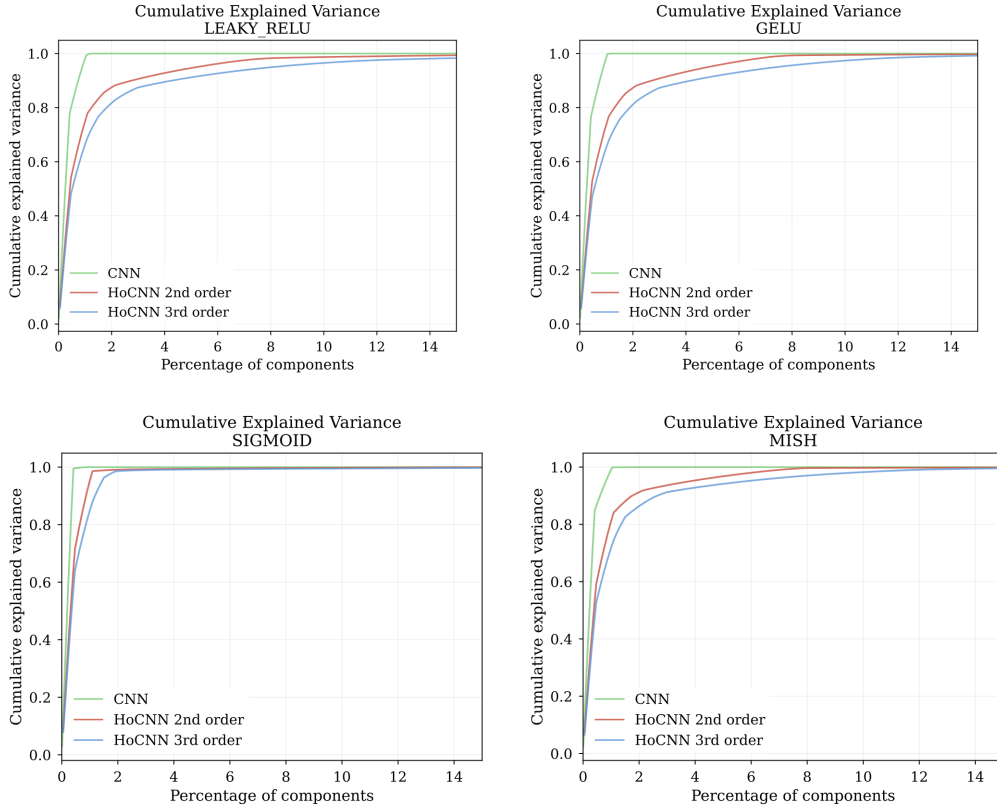 Cumulative Explained Variance
LEAKY_RELU
Cumulative explained variance
1.0
0.8
0.6
0.4
0.2
0.0
CNN
HoCNN 2nd order
HoCNN 3rd order
0 2 4 6 8 10 12 14
Percentage of components
Cumulative Explained Variance
GELU
Cumulative explained variance
1.0
0.8
0.6
0.4
0.2
0.0
CNN
HoCNN 2nd order
HoCNN 3rd order
0 2 4 6 8 10 12 14
Percentage of components
Cumulative Explained Variance
SIGMOID
Cumulative explained variance
1.0
0.8
0.6
0.4
0.2
0.0
CNN
HoCNN 2nd order
HoCNN 3rd order
0 2 4 6 8 10 12 14
Percentage of components
Cumulative Explained Variance
MISH
Cumulative explained variance
1.0
0.8
0.6
0.4
0.2
0.0
CNN
HoCNN 2nd order
HoCNN 3rd order
0 2 4 6 8 10 12 14
Percentage of components